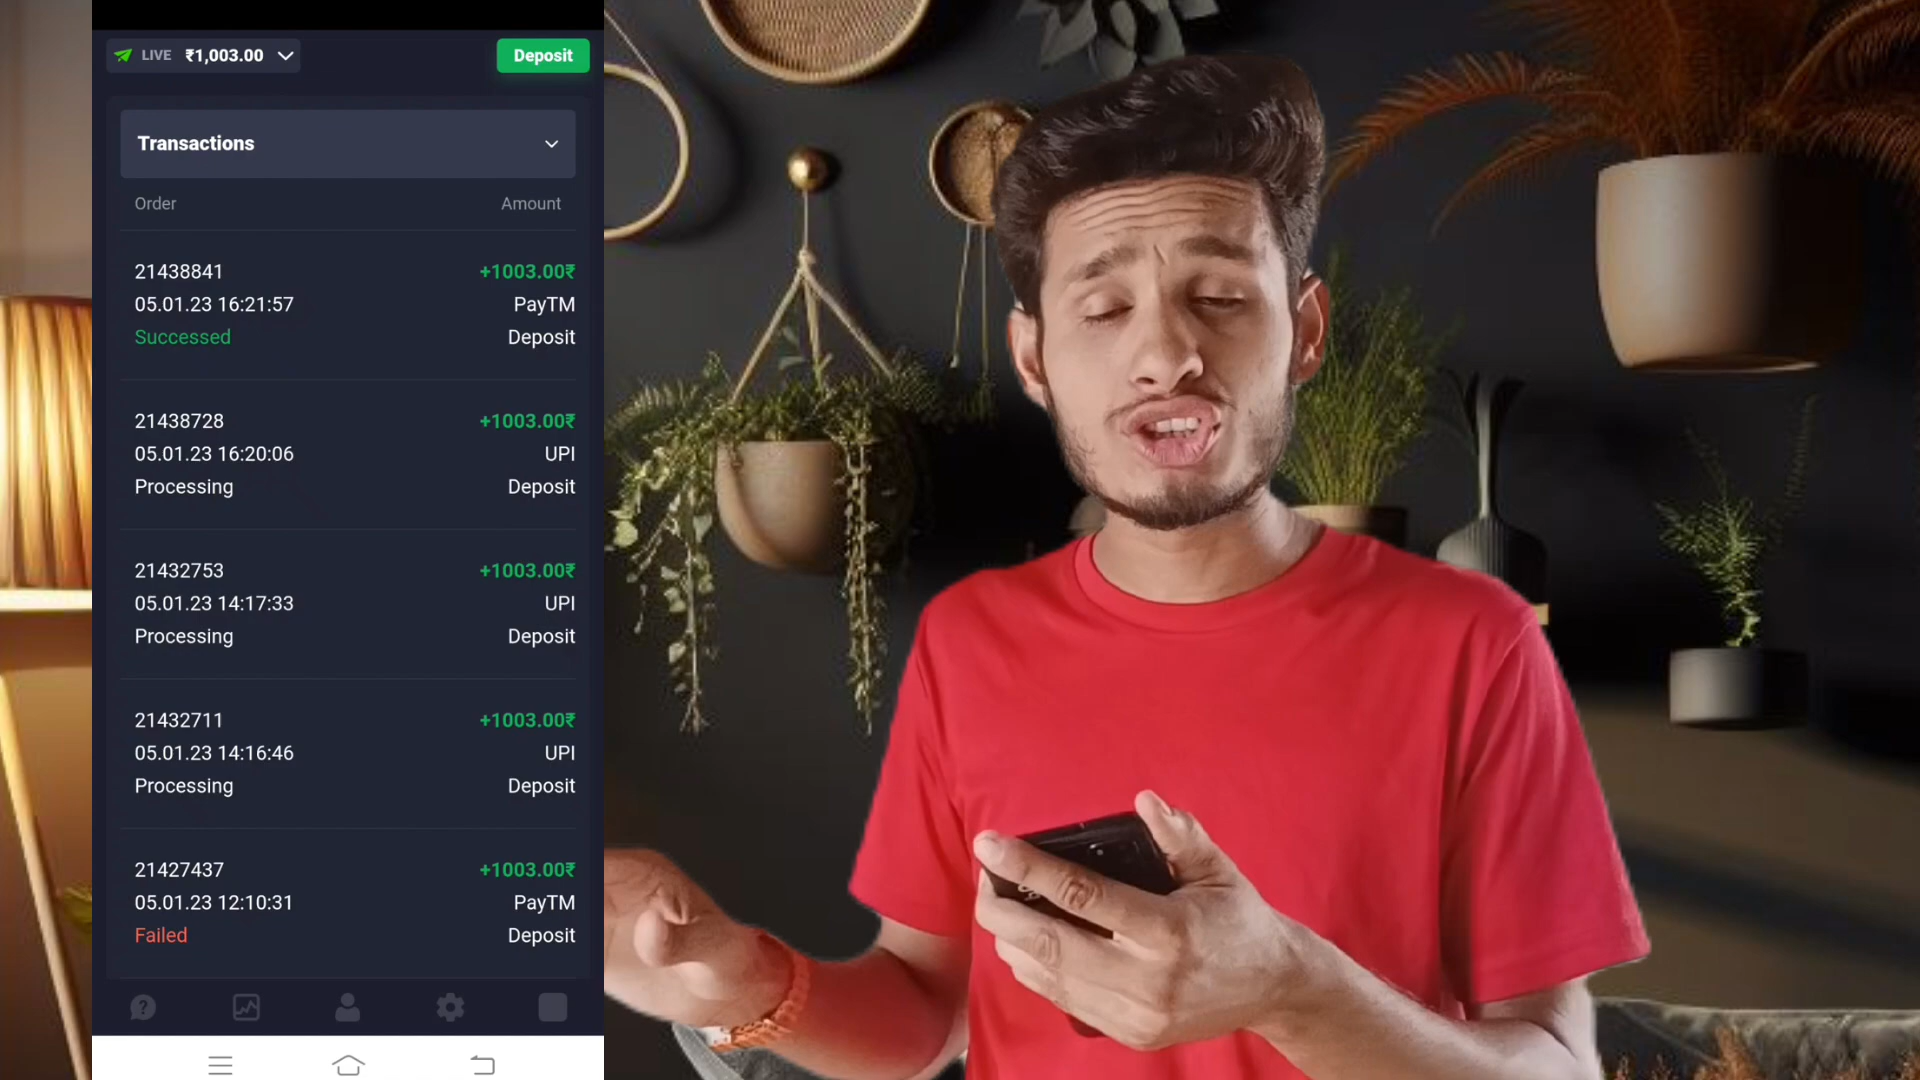 LIVE ₹1,003.00
Deposit
Transactions
Order Amount
21438841 +1003.00₹
05.01.23 16:21:57 PayTM
Successed Deposit
21438728 +1003.00₹
05.01.23 16:20:06 UPI
Processing Deposit
21432753 +1003.00₹
05.01.23 14:17:33 UPI
Processing Deposit
21432711 +1003.00₹
05.01.23 14:16:46 UPI
Processing Deposit
21427437 +1003.00₹
05.01.23 12:10:31 PayTM
Failed Deposit